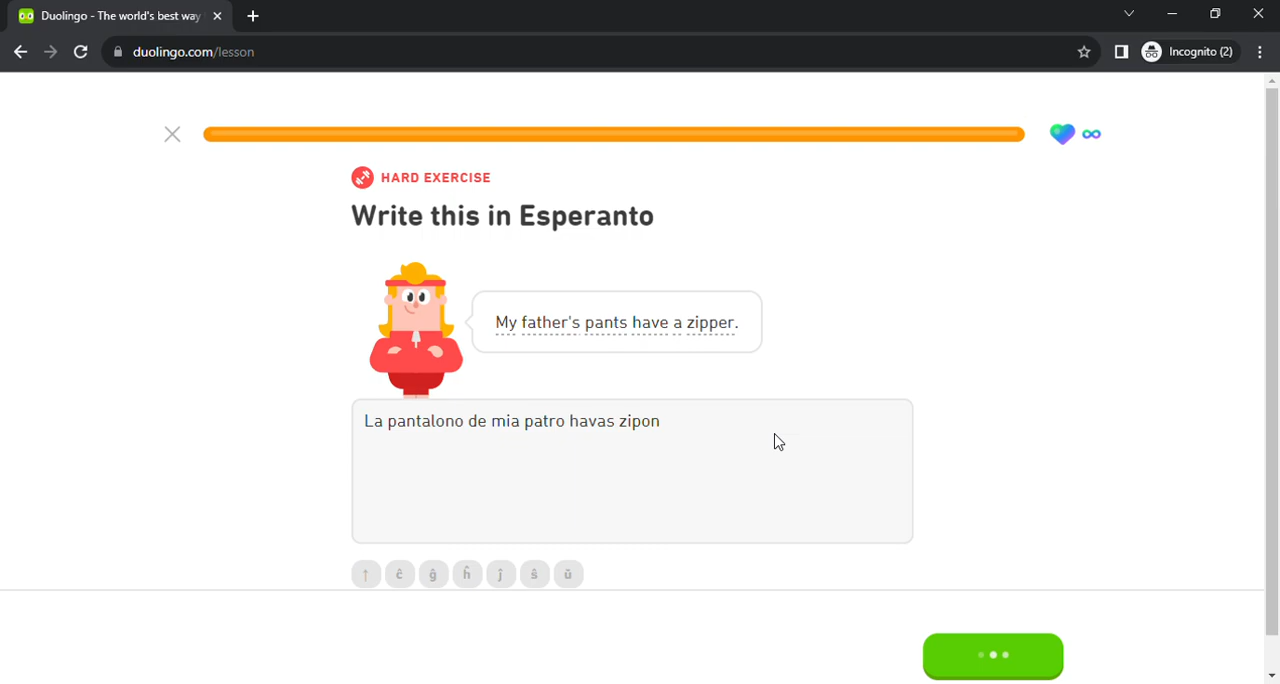 Duolingo - The world's best way
duolingo.com/lesson
Incognito (2)
HARD EXERCISE
Write this in Esperanto
My father's pants have a zipper.
La pantalono de mia patro havas zipon
↑ ĉ ĝ ĥ ĵ ŝ ŭ